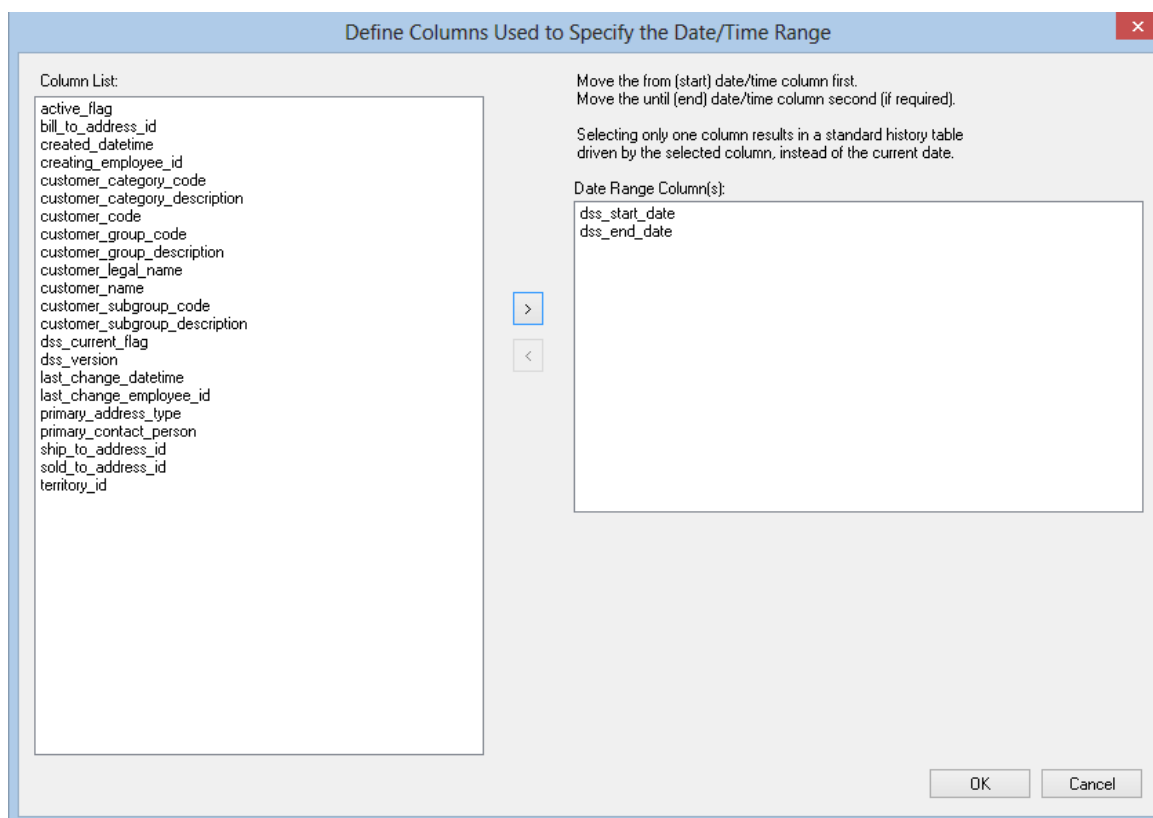 Define Columns Used to Specify the Date/Time Range
×
Column List:
active_flag
bill_to_address_id
created_datetime
creating_employee_id
customer_category_code
customer_category_description
customer_code
customer_group_code
customer_group_description
customer_legal_name
customer_name
customer_subgroup_code
customer_subgroup_description
dss_current_flag
dss_version
last_change_datetime
last_change_employee_id
primary_address_type
primary_contact_person
ship_to_address_id
sold_to_address_id
territory_id
>
<
Move the from (start) date/time column first.
Move the until (end) date/time column second (if required).
Selecting only one column results in a standard history table
driven by the selected column, instead of the current date.
Date Range Column(s):
dss_start_date
dss_end_date
OK
Cancel